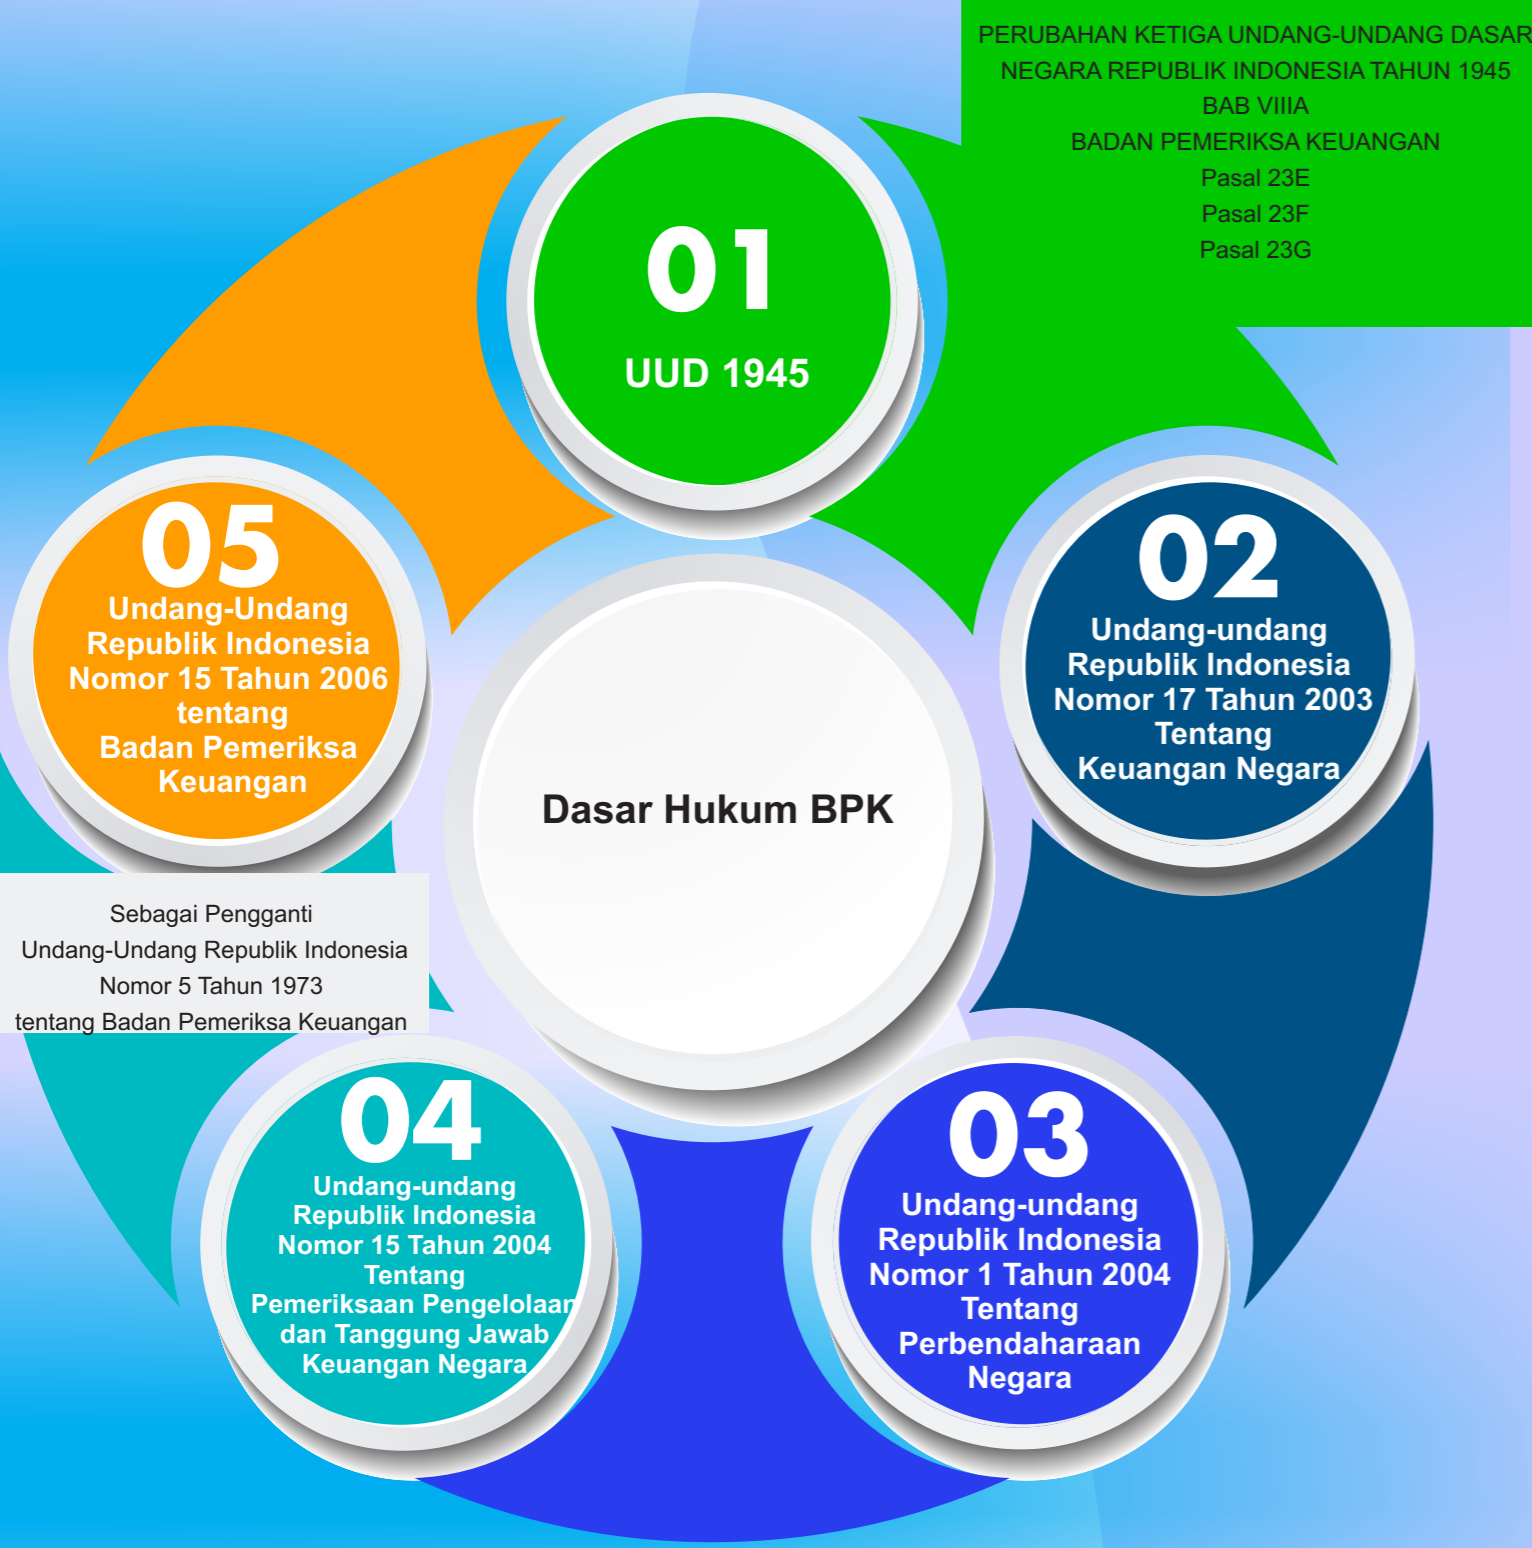 PERUBAHAN KETIGA UNDANG-UNDANG DASAR
NEGARA REPUBLIK INDONESIA TAHUN 1945
BAB VIIIA
BADAN PEMERIKSA KEUANGAN
Pasal 23E
Pasal 23F
Pasal 23G
01
UUD 1945
02
Undang-undang
Republik Indonesia
Nomor 17 Tahun 2003
Tentang
Keuangan Negara
03
Undang-undang
Republik Indonesia
Nomor 1 Tahun 2004
Tentang
Perbendaharaan
Negara
04
Undang-undang
Republik Indonesia
Nomor 15 Tahun 2004
Tentang
Pemeriksaan Pengelolaan
dan Tanggung Jawab
Keuangan Negara
05
Undang-Undang
Republik Indonesia
Nomor 15 Tahun 2006
tentang
Badan Pemeriksa
Keuangan
Sebagai Pengganti
Undang-Undang Republik Indonesia
Nomor 5 Tahun 1973
tentang Badan Pemeriksa Keuangan
Dasar Hukum BPK